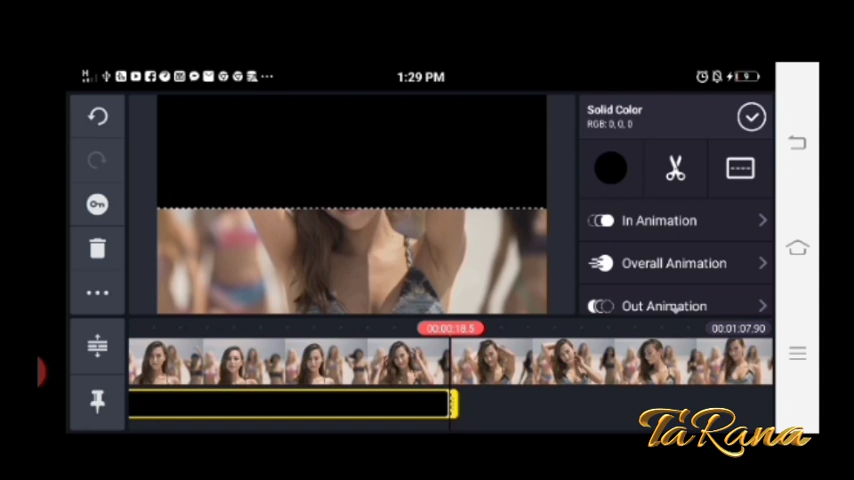 1:29 PM
9
Solid Color
RGB: 0, 0, 0
In Animation
Overall Animation
Out Animation
00:00:18.5
00:01:07.90
TaRana